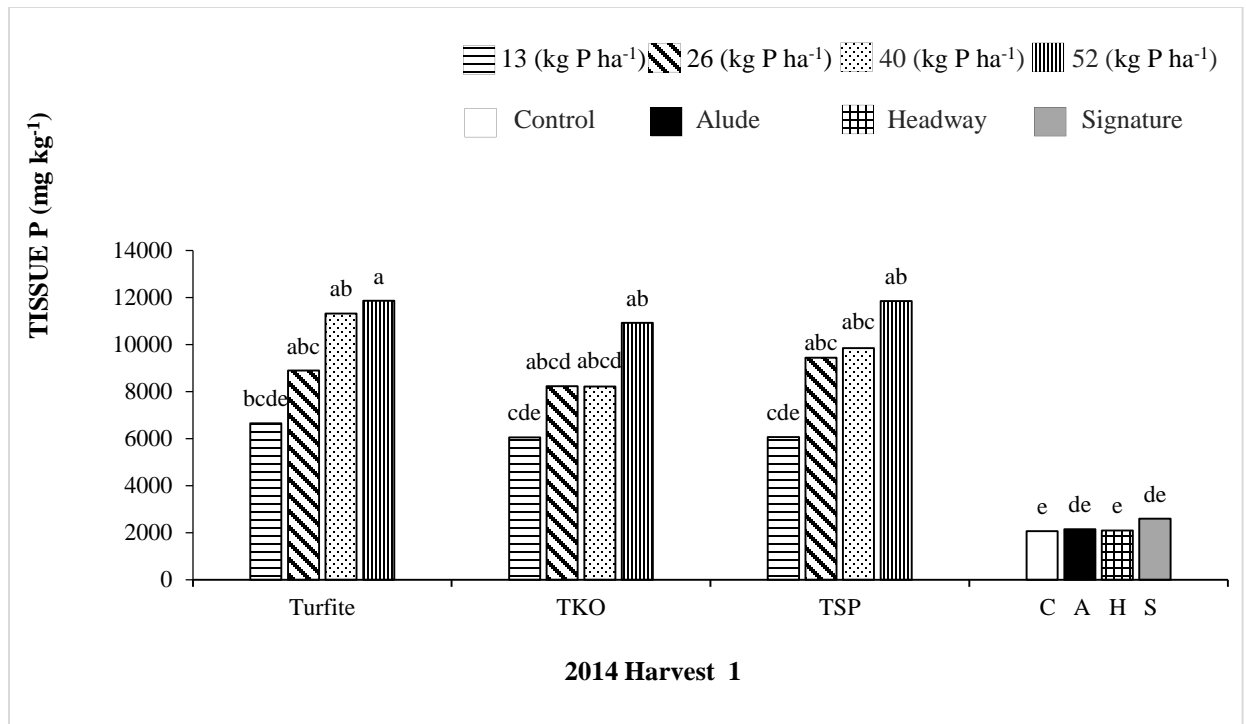 13 (kg P ha-1) 26 (kg P ha-1) 40 (kg P ha-1) 52 (kg P ha-1)
Control Alude Headway Signature
TISSUE P (mg kg-1)
14000
12000
10000
8000
6000
4000
2000
0
bcde abc ab a
cde abcd abcd ab
cde abc abc ab
e de e de
Turfite TKO TSP C A H S
2014 Harvest 1